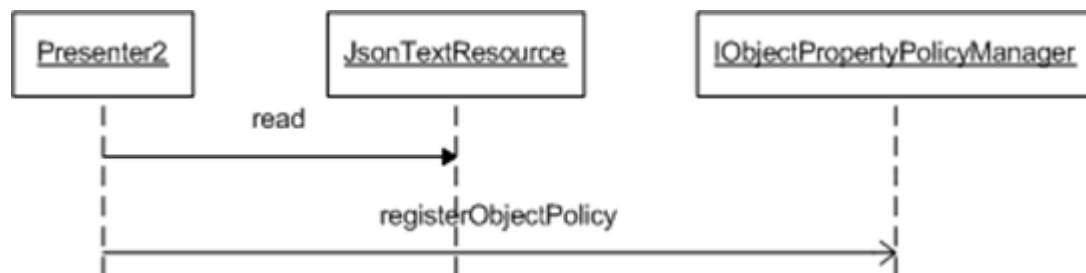 Presenter2
JsonTextResource
IObjectPropertyPolicyManager
read
registerObjectPolicy